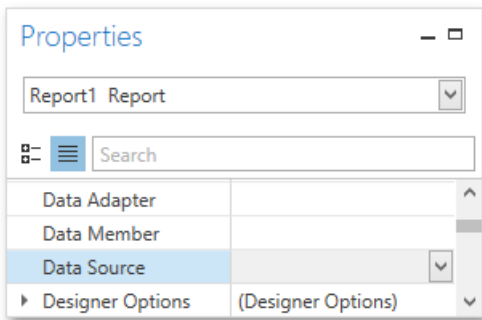 Properties
Report1 Report
Search
Data Adapter
Data Member
Data Source
Designer Options (Designer Options)